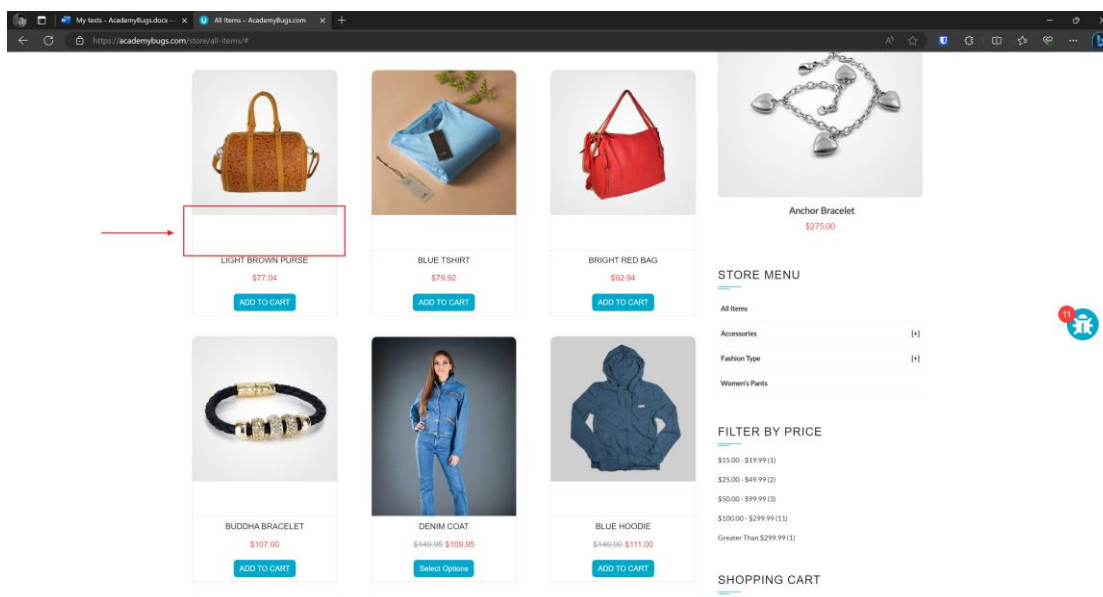 My tests - AcademyBugs.docx —
All Items – AcademyBugs.com
https://academybugs.com/store/all-items/#
LIGHT BROWN PURSE
$77.04
ADD TO CART
BLUE TSHIRT
$79.92
ADD TO CART
BRIGHT RED BAG
$92.94
ADD TO CART
Anchor Bracelet
$275.00
STORE MENU
All Items
Accessories [+]
Fashion Type [+]
Women's Pants
11
BUDDHA BRACELET
$107.00
ADD TO CART
DENIM COAT
$149.95 $109.95
Select Options
BLUE HOODIE
$140.00 $111.00
ADD TO CART
FILTER BY PRICE
$15.00 - $19.99 (1)
$25.00 - $49.99 (2)
$50.00 - $99.99 (3)
$100.00 - $299.99 (11)
Greater Than $299.99 (1)
SHOPPING CART